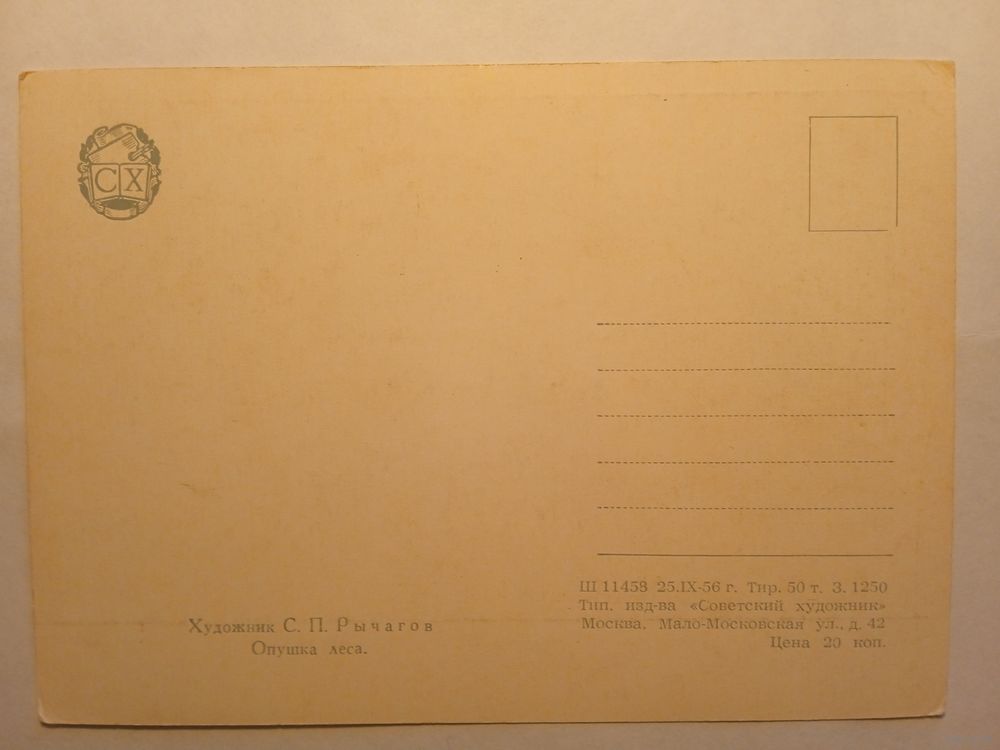 СХ
Художник С. П. Рычагов
Опушка леса.
Ш 11458 25.IX-56 г. Тир. 50 т. З. 1250
Тип. изд-ва «Советский художник»
Москва. Мало-Московская ул., д. 42
Цена 20 коп.